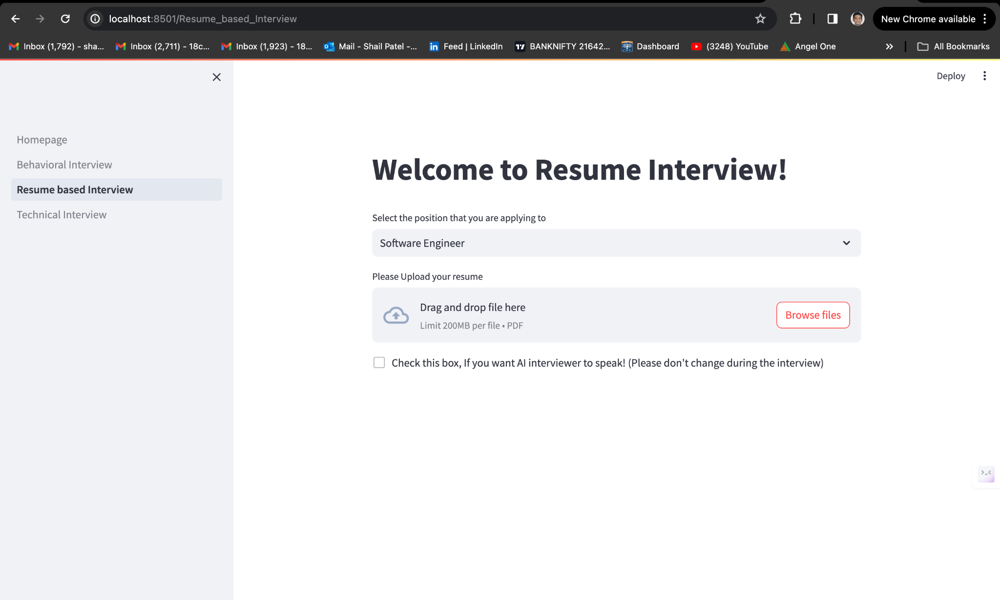 localhost:8501/Resume_based_Interview
New Chrome available
Inbox (1,792) - sha...
Inbox (2,711) - 18c...
Inbox (1,923) - 18...
Mail - Shail Patel -...
in
Feed | LinkedIn
BANKNIFTY 21642...
Dashboard
(3248) YouTube
Angel One
All Bookmarks
Deploy
Homepage
Behavioral Interview
Resume based Interview
Technical Interview
Welcome to Resume Interview!
Select the position that you are applying to
Software Engineer
Please Upload your resume
Drag and drop file here
Limit 200MB per file • PDF
Browse files
Check this box, If you want AI interviewer to speak! (Please don't change during the interview)